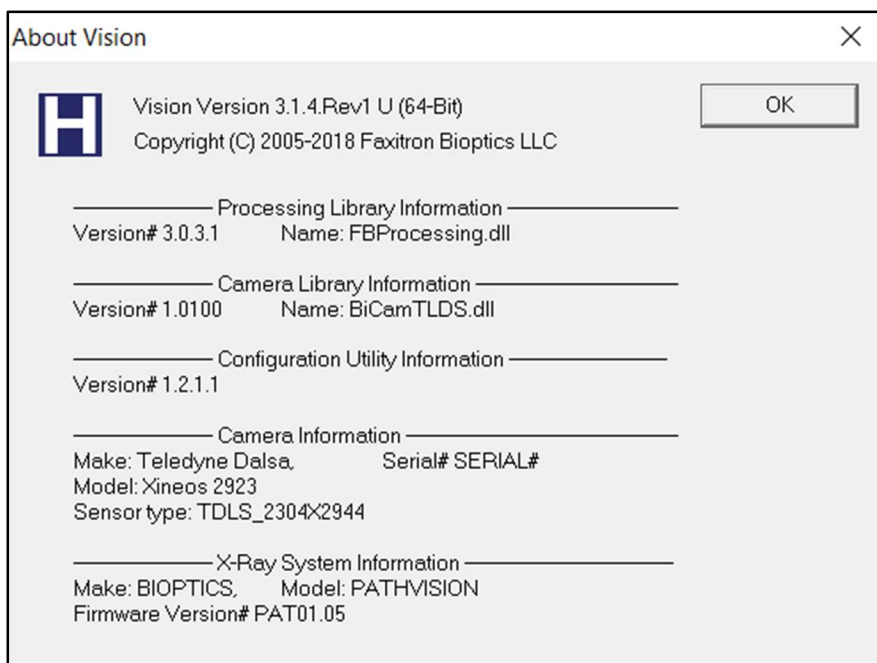 About Vision
H
Vision Version 3.1.4.Rev1 U (64-Bit)
OK
Copyright (C) 2005-2018 Faxitron Bioptics LLC
Processing Library Information
Version# 3.0.3.1 Name: FBProcessing.dll
Camera Library Information
Version# 1.0100 Name: BiCamTLDS.dll
Configuration Utility Information
Version# 1.2.1.1
Camera Information
Make: Teledyne Dalsa, Serial# SERIAL#
Model: Xineos 2923
Sensor type: TDLS_2304X2944
X-Ray System Information
Make: BIOPTICS, Model: PATHVISION
Firmware Version# PAT01.05